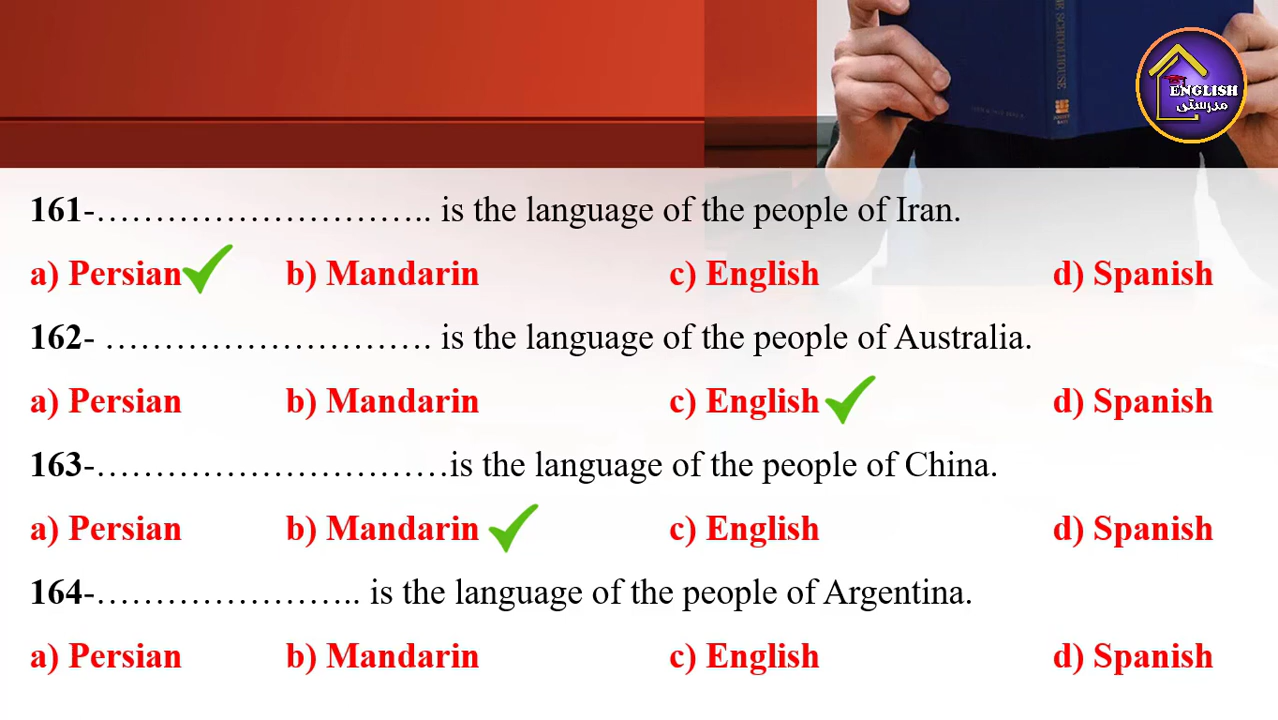 ENGLISH
مدرستي
161-………………………….. is the language of the people of Iran.
a) Persian b) Mandarin c) English d) Spanish
162- ………………………. is the language of the people of Australia.
a) Persian b) Mandarin c) English d) Spanish
163-…………………………is the language of the people of China.
a) Persian b) Mandarin c) English d) Spanish
164-………………….. is the language of the people of Argentina.
a) Persian b) Mandarin c) English d) Spanish